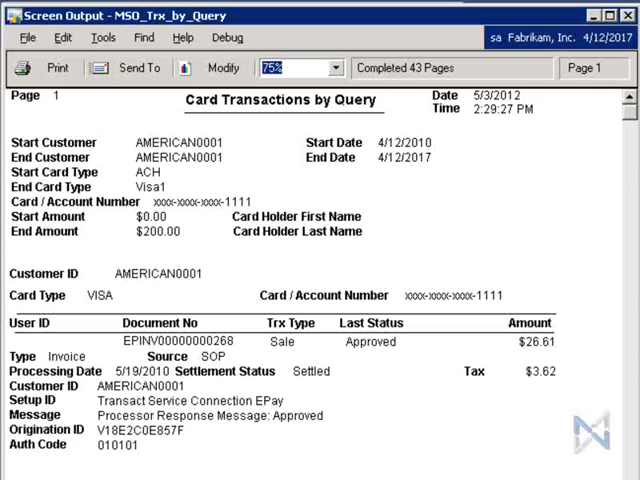 Screen Output - MSO_Trx_by_Query
File Edit Tools Find Help Debug sa Fabrikam, Inc. 4/12/2017
Print Send To Modify 75% Completed 43 Pages Page 1
Page 1 Card Transactions by Query Date 5/3/2012
Time 2:29:27 PM
Start Customer AMERICAN0001 Start Date 4/12/2010
End Customer AMERICAN0001 End Date 4/12/2017
Start Card Type ACH
End Card Type Visa1
Card / Account Number xxxx-xxxx-xxxx-1111
Start Amount $0.00 Card Holder First Name
End Amount $200.00 Card Holder Last Name
Customer ID AMERICAN0001
Card Type VISA Card / Account Number xxxx-xxxx-xxxx-1111
User ID Document No Trx Type Last Status Amount
EPINV00000000268 Sale Approved $26.61
Type Invoice Source SOP
Processing Date 5/19/2010 Settlement Status Settled Tax $3.62
Customer ID AMERICAN0001
Setup ID Transact Service Connection EPay
Message Processor Response Message: Approved
Origination ID V18E2C0E857F
Auth Code 010101